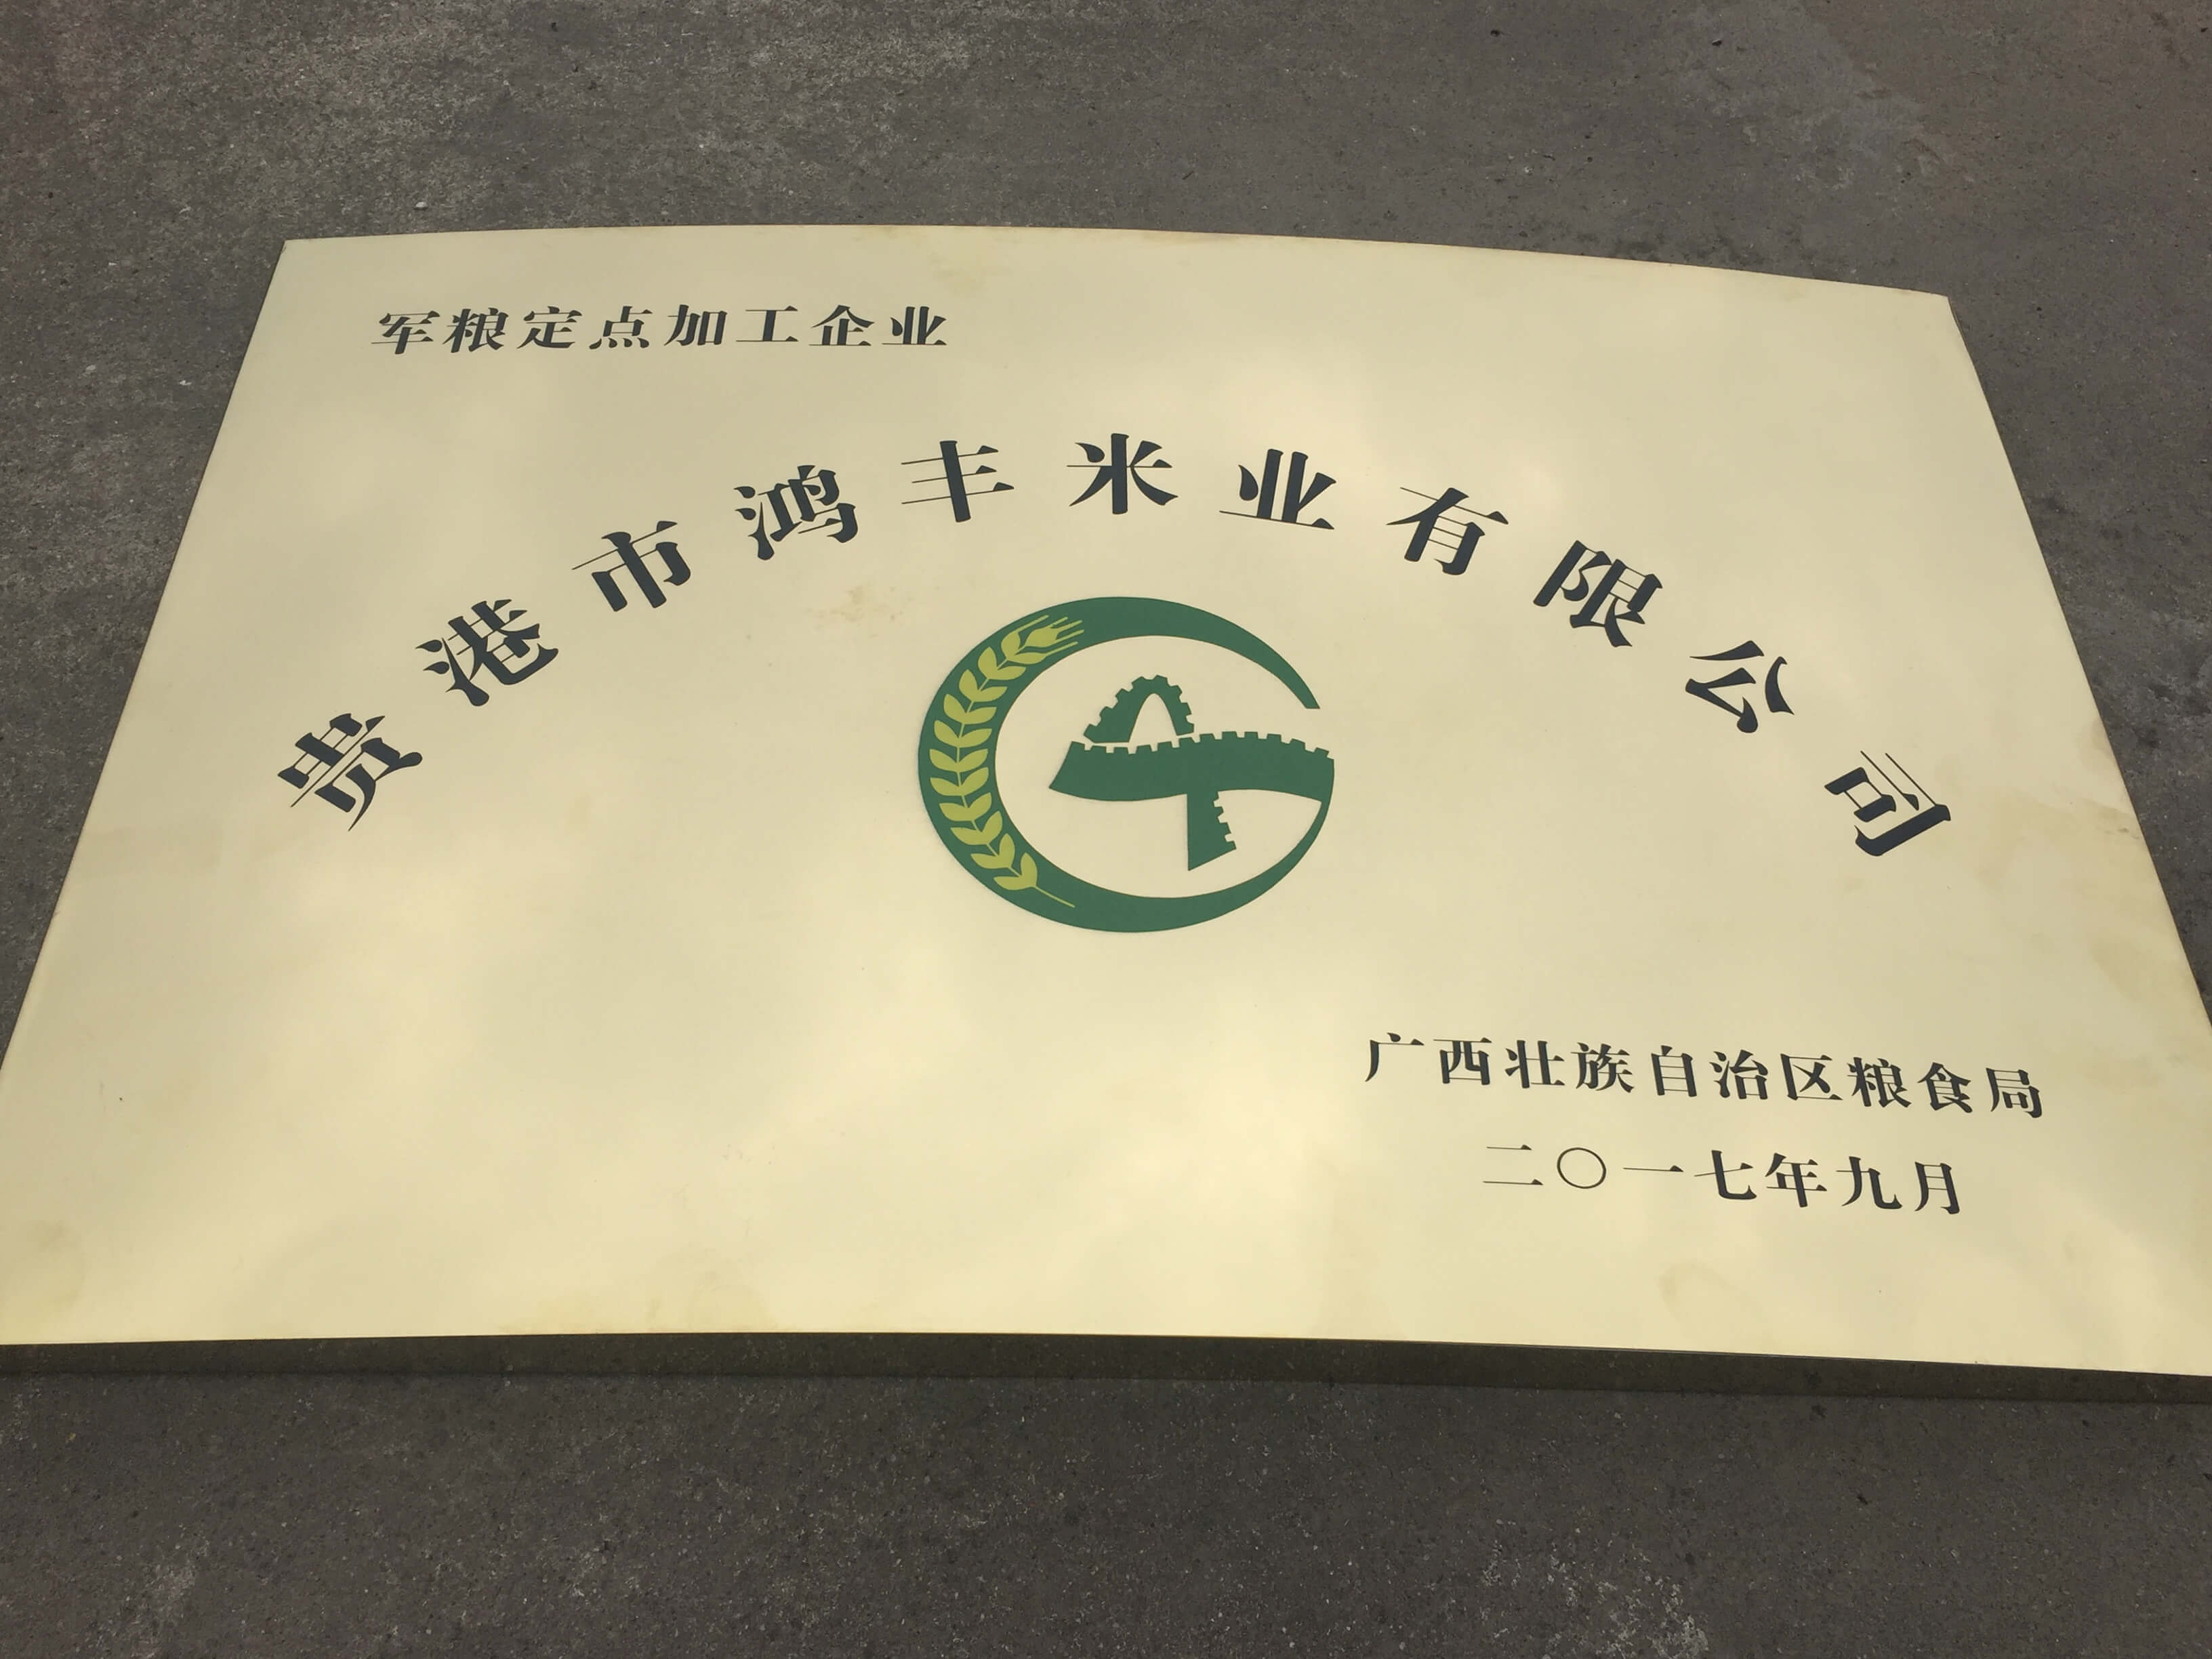 军粮定点加工企业
贵港市鸿丰米业有限公司
广西壮族自治区粮食局
二〇一七年九月